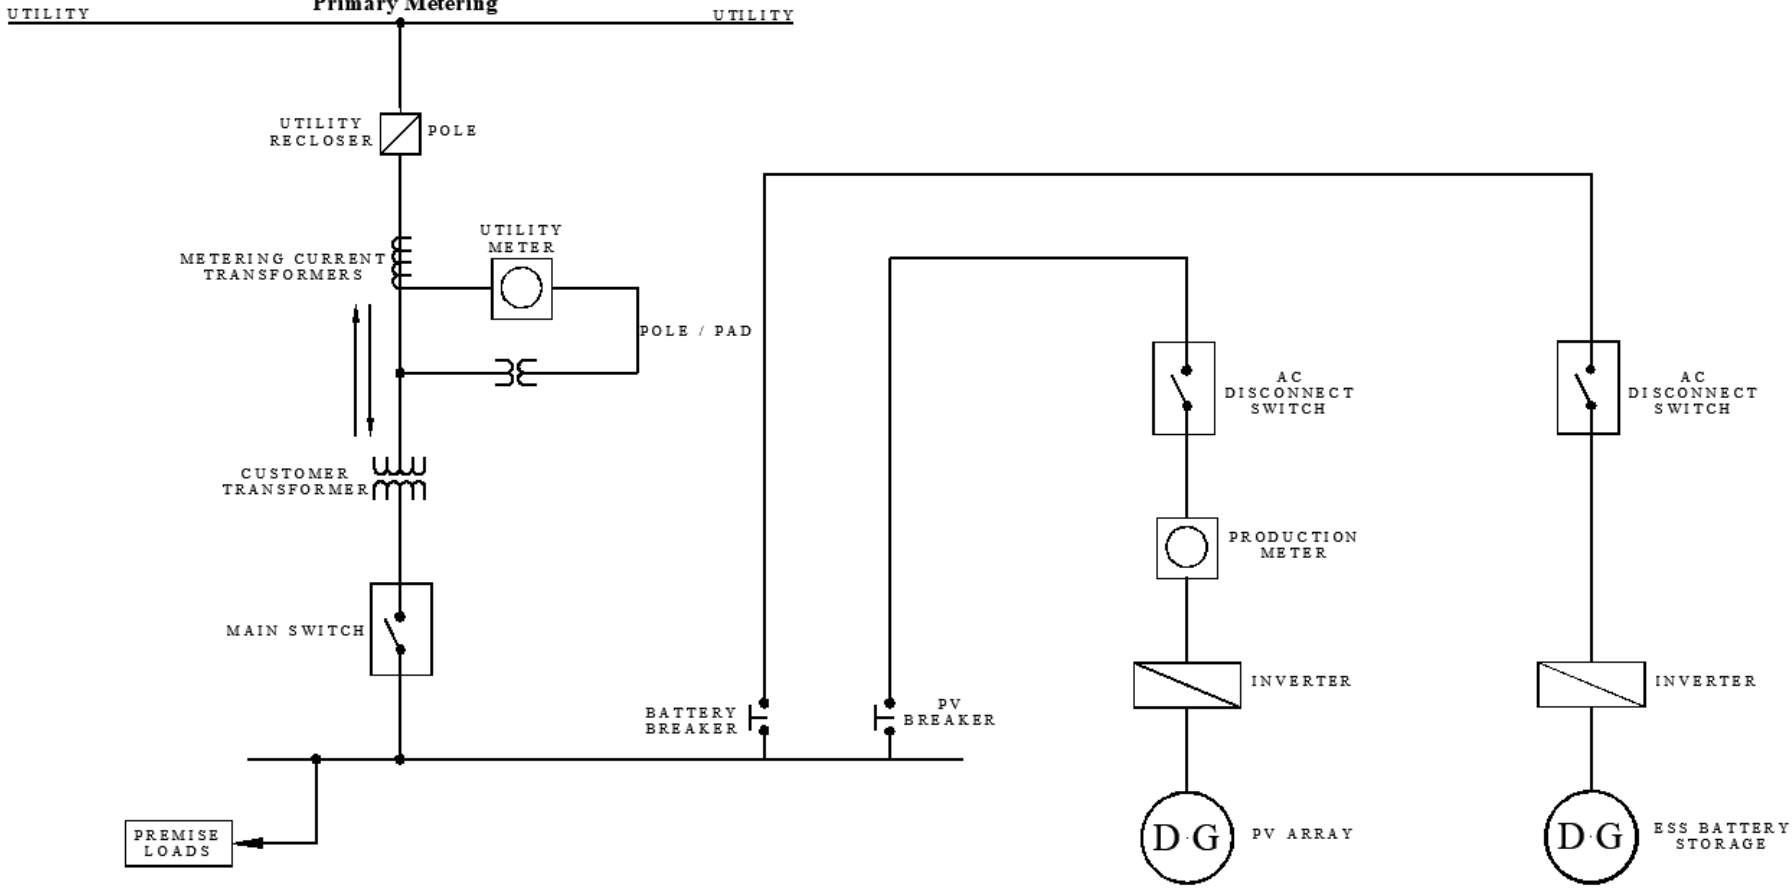 Primary Metering
UTILITY
UTILITY
UTILITY
RECLOSER
POLE
METERING CURRENT
TRANSFORMERS
UTILITY
METER
POLE / PAD
CUSTOMER
TRANSFORMER
MAIN SWITCH
BATTERY
BREAKER
PV
BREAKER
AC
DISCONNECT
SWITCH
AC
DISCONNECT
SWITCH
PRODUCTION
METER
INVERTER
INVERTER
PREMISE
LOADS
D·G
PV ARRAY
D·G
ESS BATTERY
STORAGE